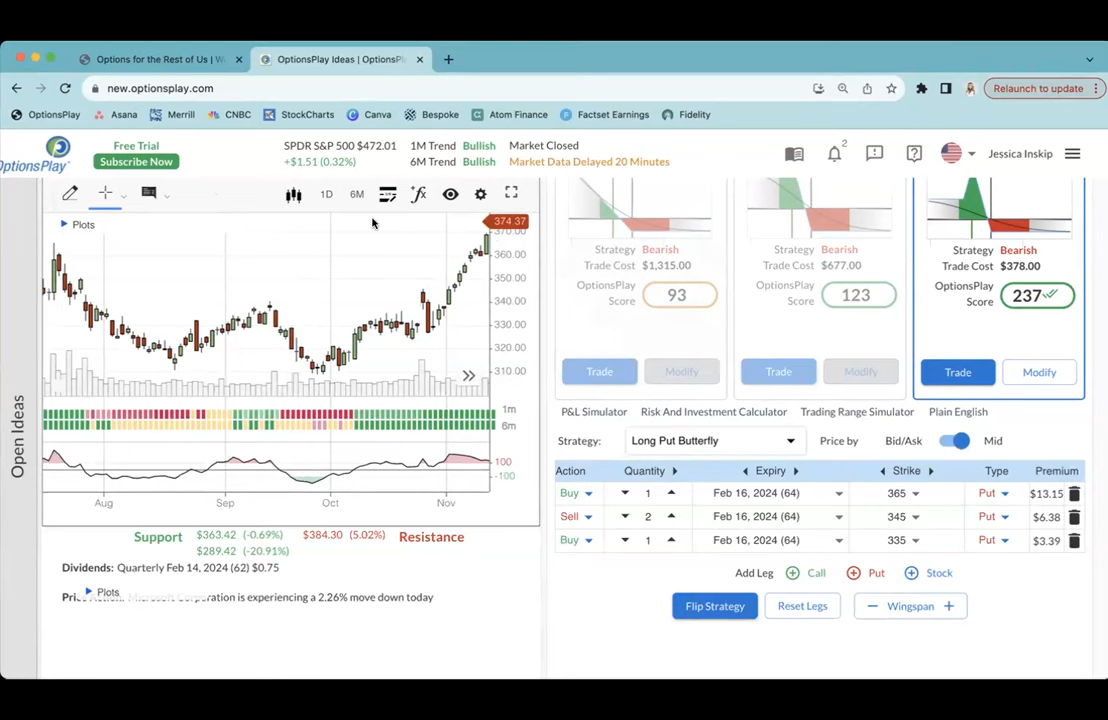 Options for the Rest of Us | W
OptionsPlay Ideas | OptionsPl
new.optionsplay.com
Relaunch to update
OptionsPlay
Asana
Merrill
CNBC
StockCharts
Canva
Bespoke
Atom Finance
Factset Earnings
Fidelity
OptionsPlay
Free Trial
Subscribe Now
SPDR S&P 500 $472.01
+$1.51 (0.32%)
1M Trend Bullish
6M Trend Bullish
Market Closed
Market Data Delayed 20 Minutes
2
Jessica Inskip
1D
6M
Plots
374.37
370.00
360.00
350.00
340.00
330.00
320.00
310.00
1m
6m
100
-100
Aug
Sep
Oct
Nov
Open Ideas
Support
$363.42 (-0.69%)
$289.42 (-20.91%)
$384.30 (5.02%)
Resistance
Dividends: Quarterly Feb 14, 2024 (62) $0.75
Plots
is experiencing a 2.26% move down today
Strategy Bearish
Trade Cost $1,315.00
OptionsPlay Score 93
Trade
Modify
Strategy Bearish
Trade Cost $677.00
OptionsPlay Score 123
Trade
Modify
Strategy Bearish
Trade Cost $378.00
OptionsPlay Score 237
Trade
Modify
P&L Simulator
Risk And Investment Calculator
Trading Range Simulator
Plain English
Strategy: Long Put Butterfly
Price by Bid/Ask Mid
Action Quantity Expiry Strike Type Premium
Buy 1 Feb 16, 2024 (64) 365 Put $13.15
Sell 2 Feb 16, 2024 (64) 345 Put $6.38
Buy 1 Feb 16, 2024 (64) 335 Put $3.39
Add Leg Call Put Stock
Flip Strategy
Reset Legs
Wingspan